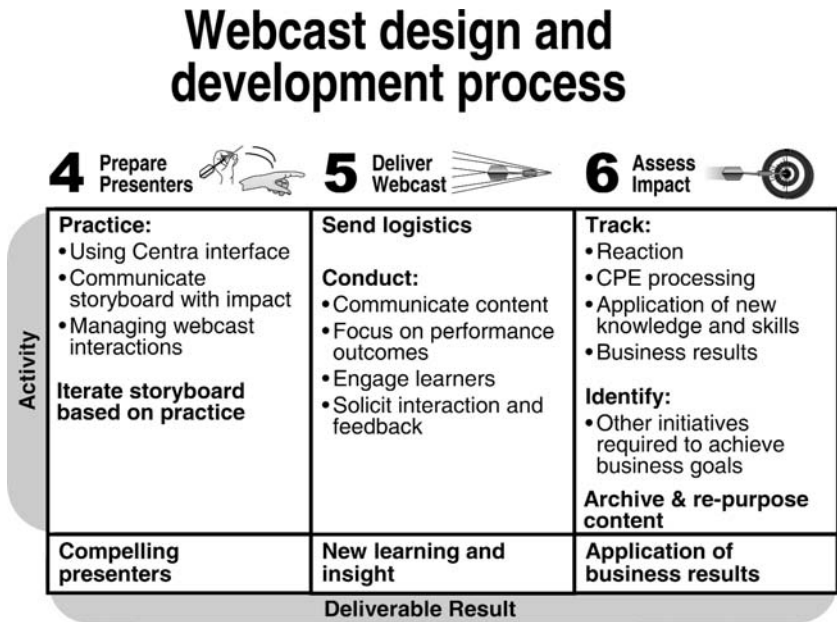 Webcast design and
development process
4 Prepare
Presenters
5 Deliver
Webcast
6 Assess
Impact
Activity
Practice:
• Using Centra interface
• Communicate
storyboard with impact
• Managing webcast
interactions
Iterate storyboard
based on practice
Send logistics
Conduct:
• Communicate content
• Focus on performance
outcomes
• Engage learners
• Solicit interaction and
feedback
Track:
• Reaction
• CPE processing
• Application of new
knowledge and skills
• Business results
Identify:
• Other initiatives
required to achieve
business goals
Archive & re-purpose
content
Compelling
presenters
New learning and
insight
Application of
business results
Deliverable Result